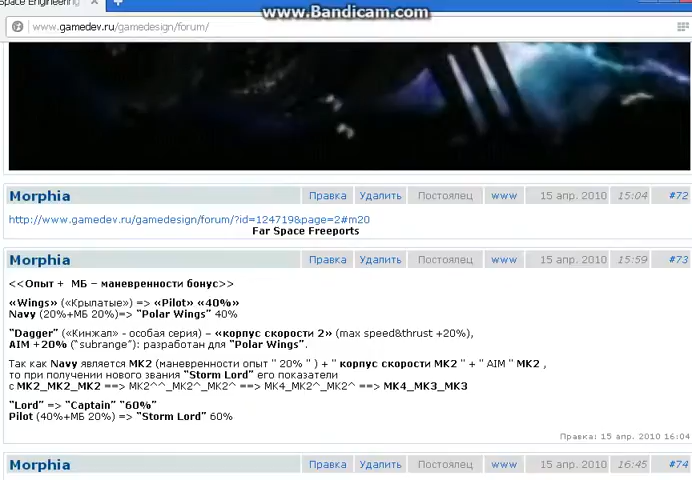 www.Bandicam.com
Space Engineering
www.gamedev.ru/gamedesign/forum/
Morphia Правка Удалить Постоялец www 15 апр. 2010 15:04 #72
http://www.gamedev.ru/gamedesign/forum/?id=124719&page=2#m20
Far Space Freeports
Morphia Правка Удалить Постоялец www 15 апр. 2010 15:59 #73
<<Опыт + МБ – маневренности бонус>>
«Wings» («Крылатые») => «Pilot» «40%»
Navy (20%+МБ 20%)=> “Polar Wings” 40%
“Dagger” («Кинжал» - особая серия) – «корпус скорости 2» (max speed&thrust +20%),
AIM +20% (“subrange”): разработан для “Polar Wings”.
Так как Navy является MK2 (маневренности опыт " 20% " ) + " корпус скорости MK2 " + " AIM " MK2 ,
то при получении нового звания “Storm Lord” его показатели
с MK2_MK2_MK2 ==> MK2^^_MK2^_MK2^ ==> MK4_MK2^_MK2^ ==> MK4_MK3_MK3
“Lord” => “Captain” “60%”
Pilot (40%+МБ 20%) => “Storm Lord” 60%
Правка: 15 апр. 2010 16:04
Morphia Правка Удалить Постоялец www 15 апр. 2010 16:45 #74